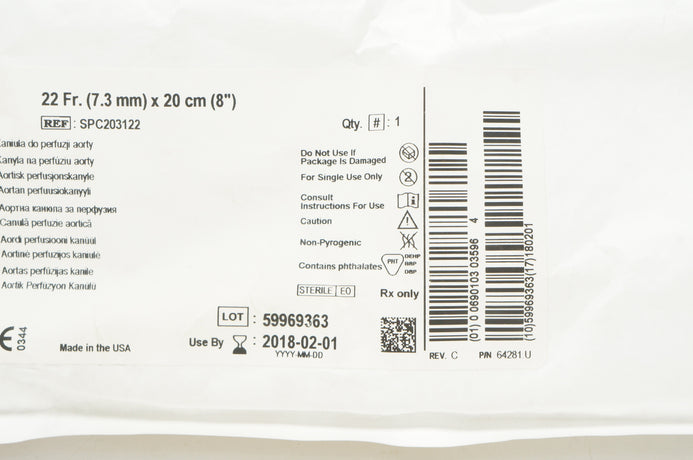 22 Fr. (7.3 mm) x 20 cm (8")
REF : SPC203122
Qty. # : 1
Kaniula do perfuzji aorty
Kanyla na perfúziu aorty
Aortisk perfusjonskanyle
Aortan perfuusiokanyyli
Аортна канюла за перфузия
Canulă perfuzie aortică
Aordi perfusiooni kanüül
Aortinė perfuzijos kaniulė
Aortas perfūzijas kanile
Aortik Perfüzyon Kanülü
Do Not Use If
Package Is Damaged
For Single Use Only
Consult
Instructions For Use
Caution
Non-Pyrogenic
Contains phthalates
PHT
DEHP
BBP
DBP
STERILE EO
Rx only
LOT : 59969363
Use By : 2018-02-01
YYYY-MM-DD
CE
0344
Made in the USA
(01) 0 0690103 03596 4
(10)59969363(17)180201
REV. C
P/N 64281 U